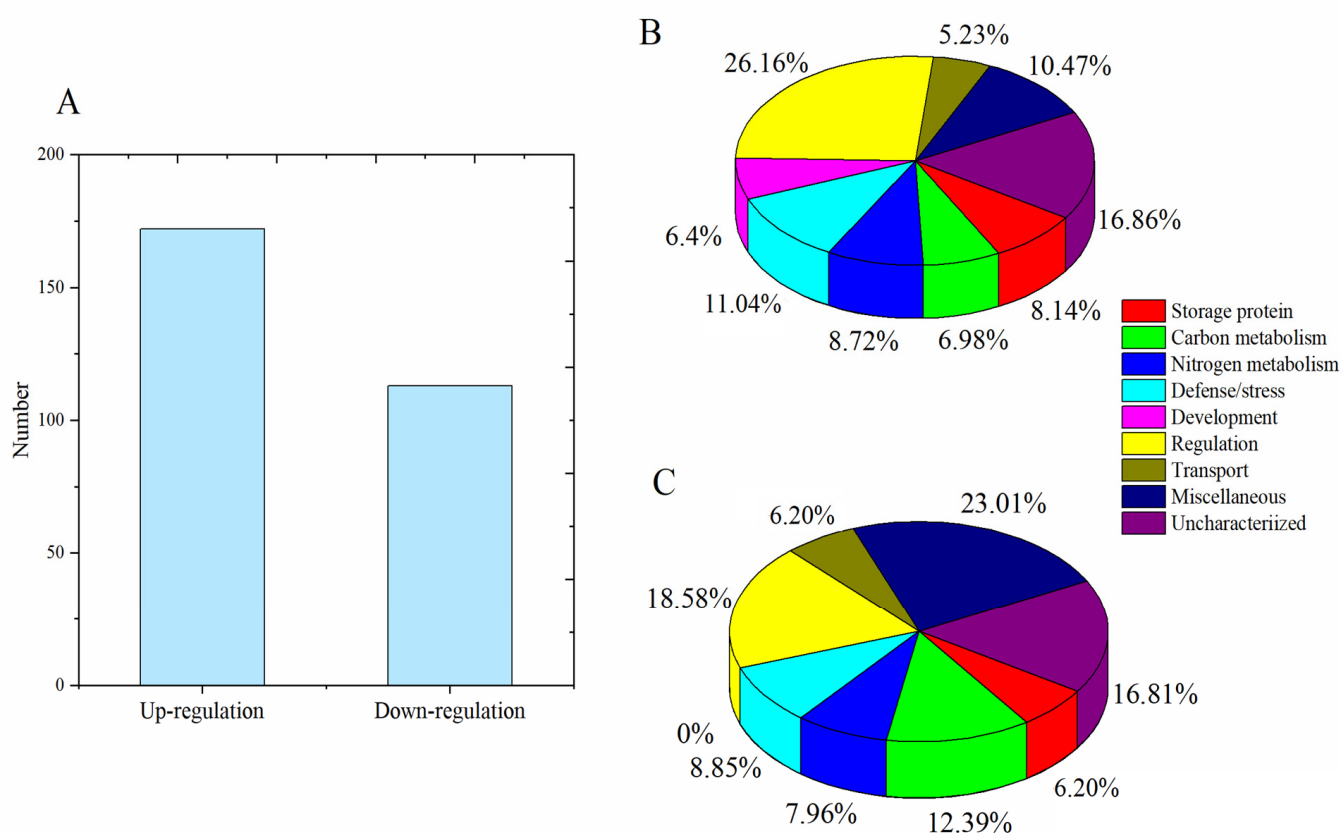 A
200
150
100
50
0
Number
Up-regulation
Down-regulation
B
5.23%
10.47%
26.16%
16.86%
6.4%
11.04%
8.14%
8.72%
6.98%
Storage protein
Carbon metabolism
Nitrogen metabolism
Defense/stress
Development
Regulation
Transport
Miscellaneous
Uncharacteriized
C
6.20%
23.01%
18.58%
16.81%
0%
8.85%
6.20%
7.96%
12.39%